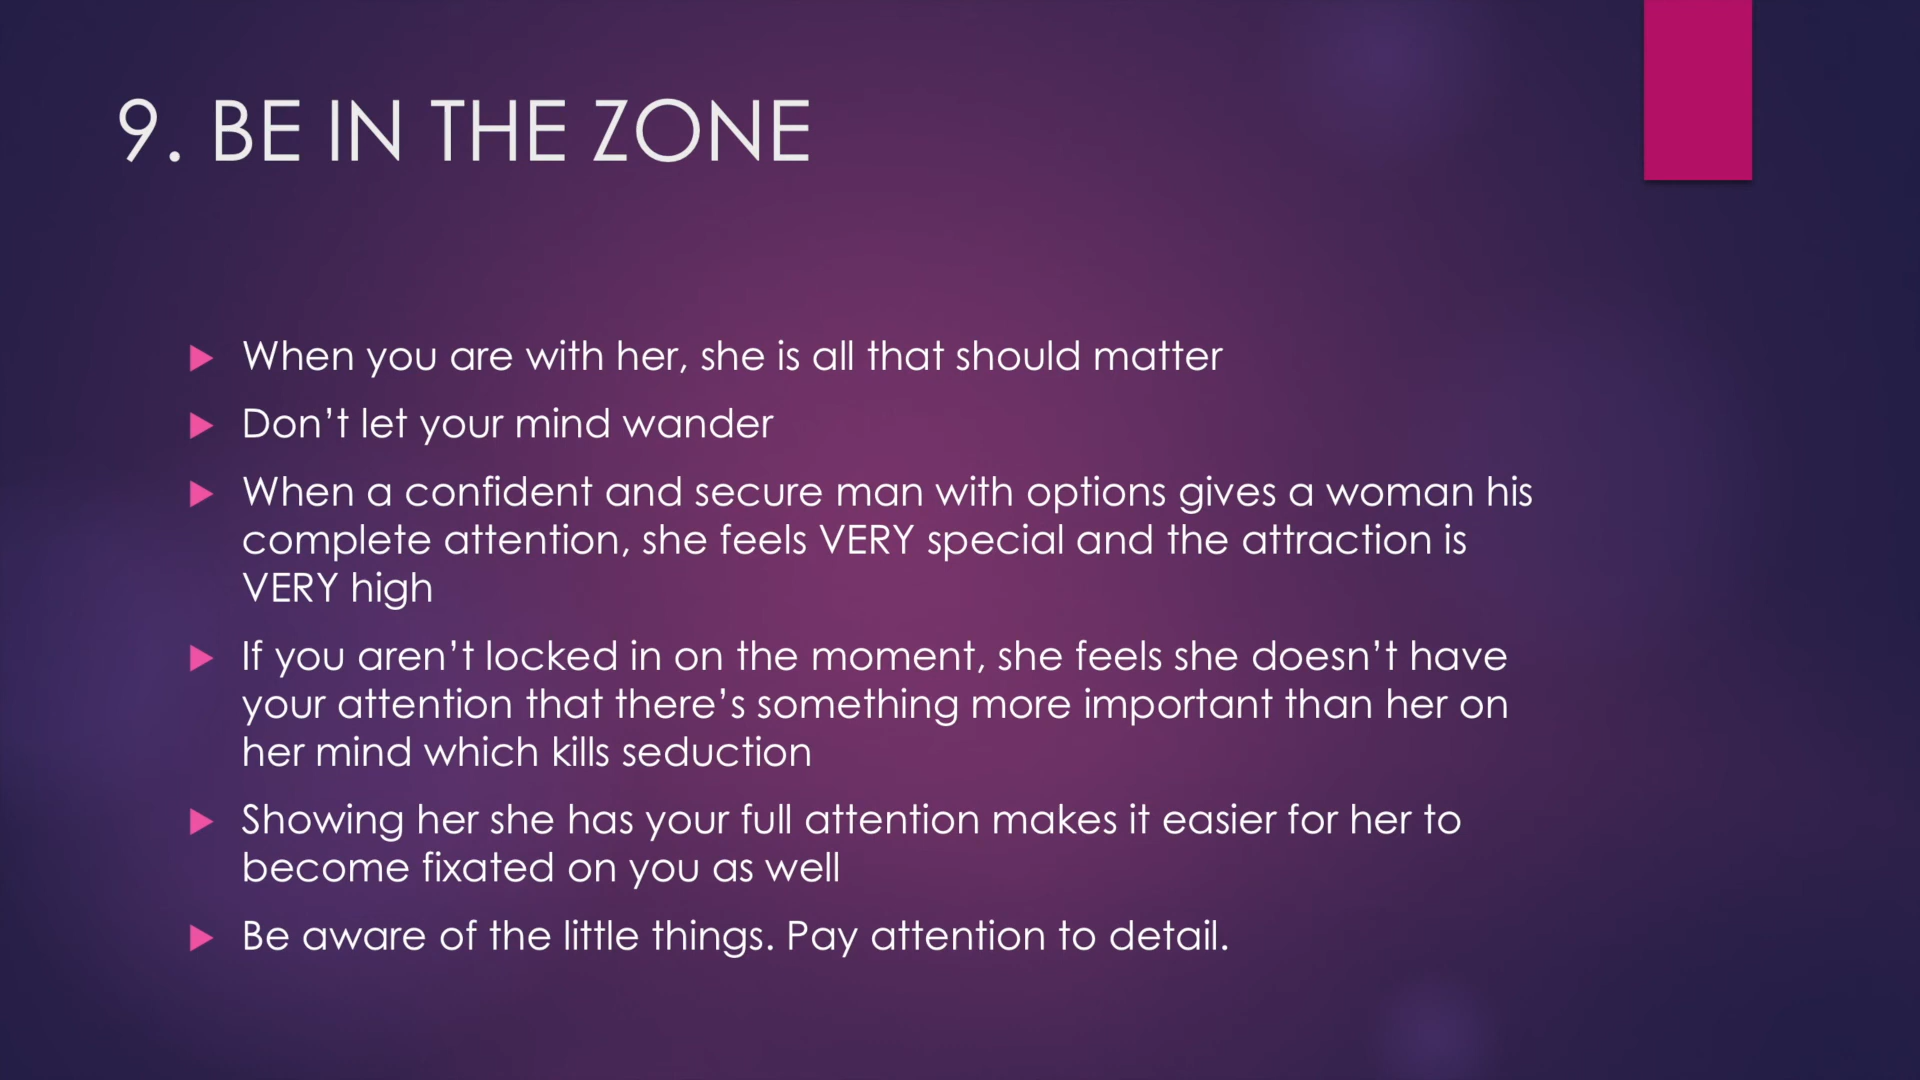 9. BE IN THE ZONE
When you are with her, she is all that should matter
Don’t let your mind wander
When a confident and secure man with options gives a woman his
complete attention, she feels VERY special and the attraction is
VERY high
If you aren’t locked in on the moment, she feels she doesn’t have
your attention that there’s something more important than her on
her mind which kills seduction
Showing her she has your full attention makes it easier for her to
become fixated on you as well
Be aware of the little things. Pay attention to detail.